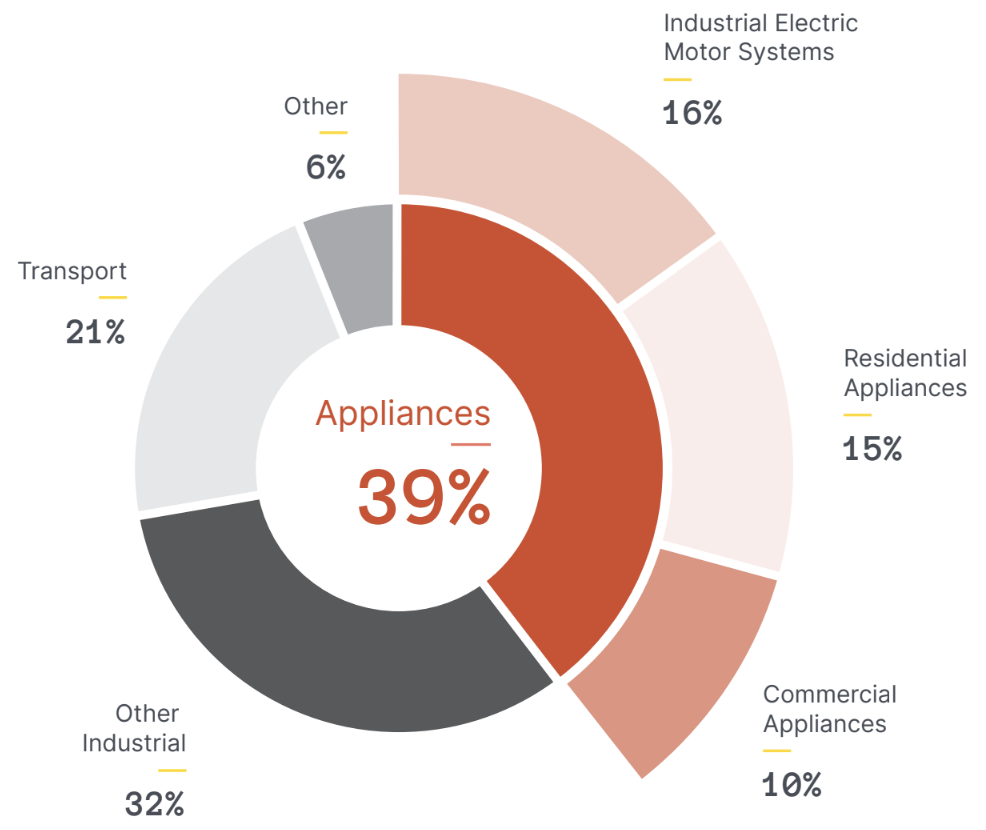 Industrial Electric
Motor Systems
16%
Other
6%
Transport
21%
Residential
Appliances
15%
Appliances
39%
Commercial
Appliances
10%
Other
Industrial
32%